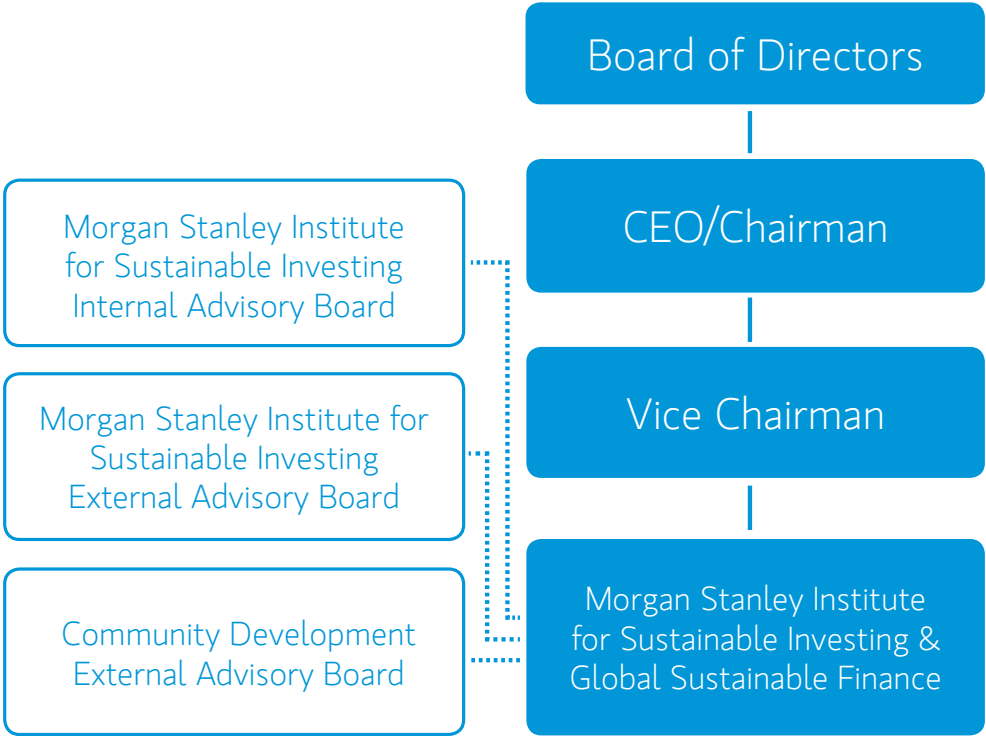 Board of Directors
CEO/Chairman
Vice Chairman
Morgan Stanley Institute
for Sustainable Investing &
Global Sustainable Finance
Morgan Stanley Institute
for Sustainable Investing
Internal Advisory Board
Morgan Stanley Institute for
Sustainable Investing
External Advisory Board
Community Development
External Advisory Board